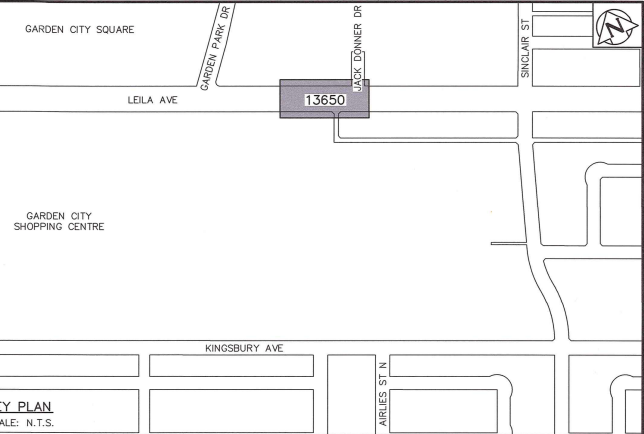 GARDEN CITY SQUARE
GARDEN PARK DR
JACK DONNER DR
SINCLAIR ST
N
LEILA AVE
13650
GARDEN CITY
SHOPPING CENTRE
KINGSBURY AVE
AIRLIES ST N
EY PLAN
ALE: N.T.S.